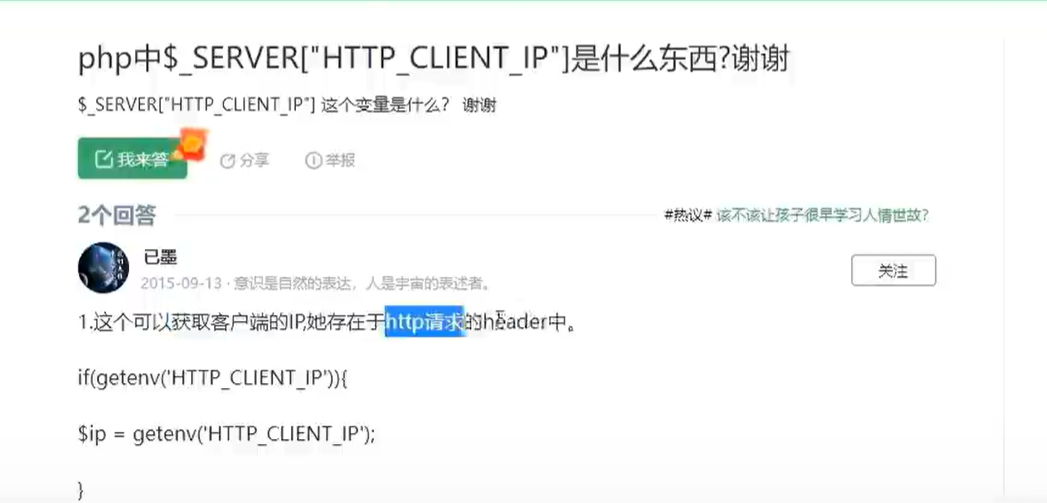 php中$_SERVER["HTTP_CLIENT_IP"]是什么东西?谢谢
$_SERVER["HTTP_CLIENT_IP"] 这个变量是什么? 谢谢
我来答 分享 举报
2个回答 #热议# 该不该让孩子很早学习人情世故?
已墨
2015-09-13 · 意识是自然的表达，人是宇宙的表述者。
关注
1.这个可以获取客户端的IP,她存在于http请求的header中。
if(getenv('HTTP_CLIENT_IP')){
$ip = getenv('HTTP_CLIENT_IP');
}